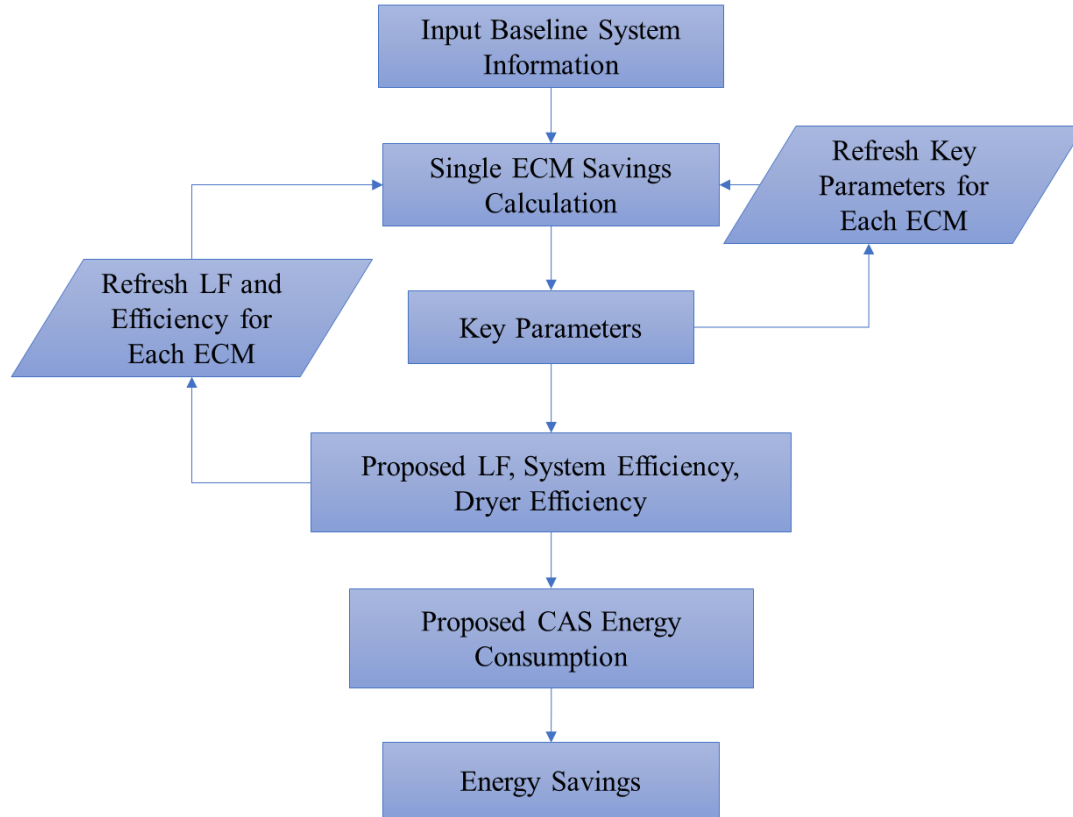 Input Baseline System
Information
Single ECM Savings
Calculation
Refresh Key
Parameters for
Each ECM
Refresh LF and
Efficiency for
Each ECM
Key Parameters
Proposed LF, System Efficiency,
Dryer Efficiency
Proposed CAS Energy
Consumption
Energy Savings